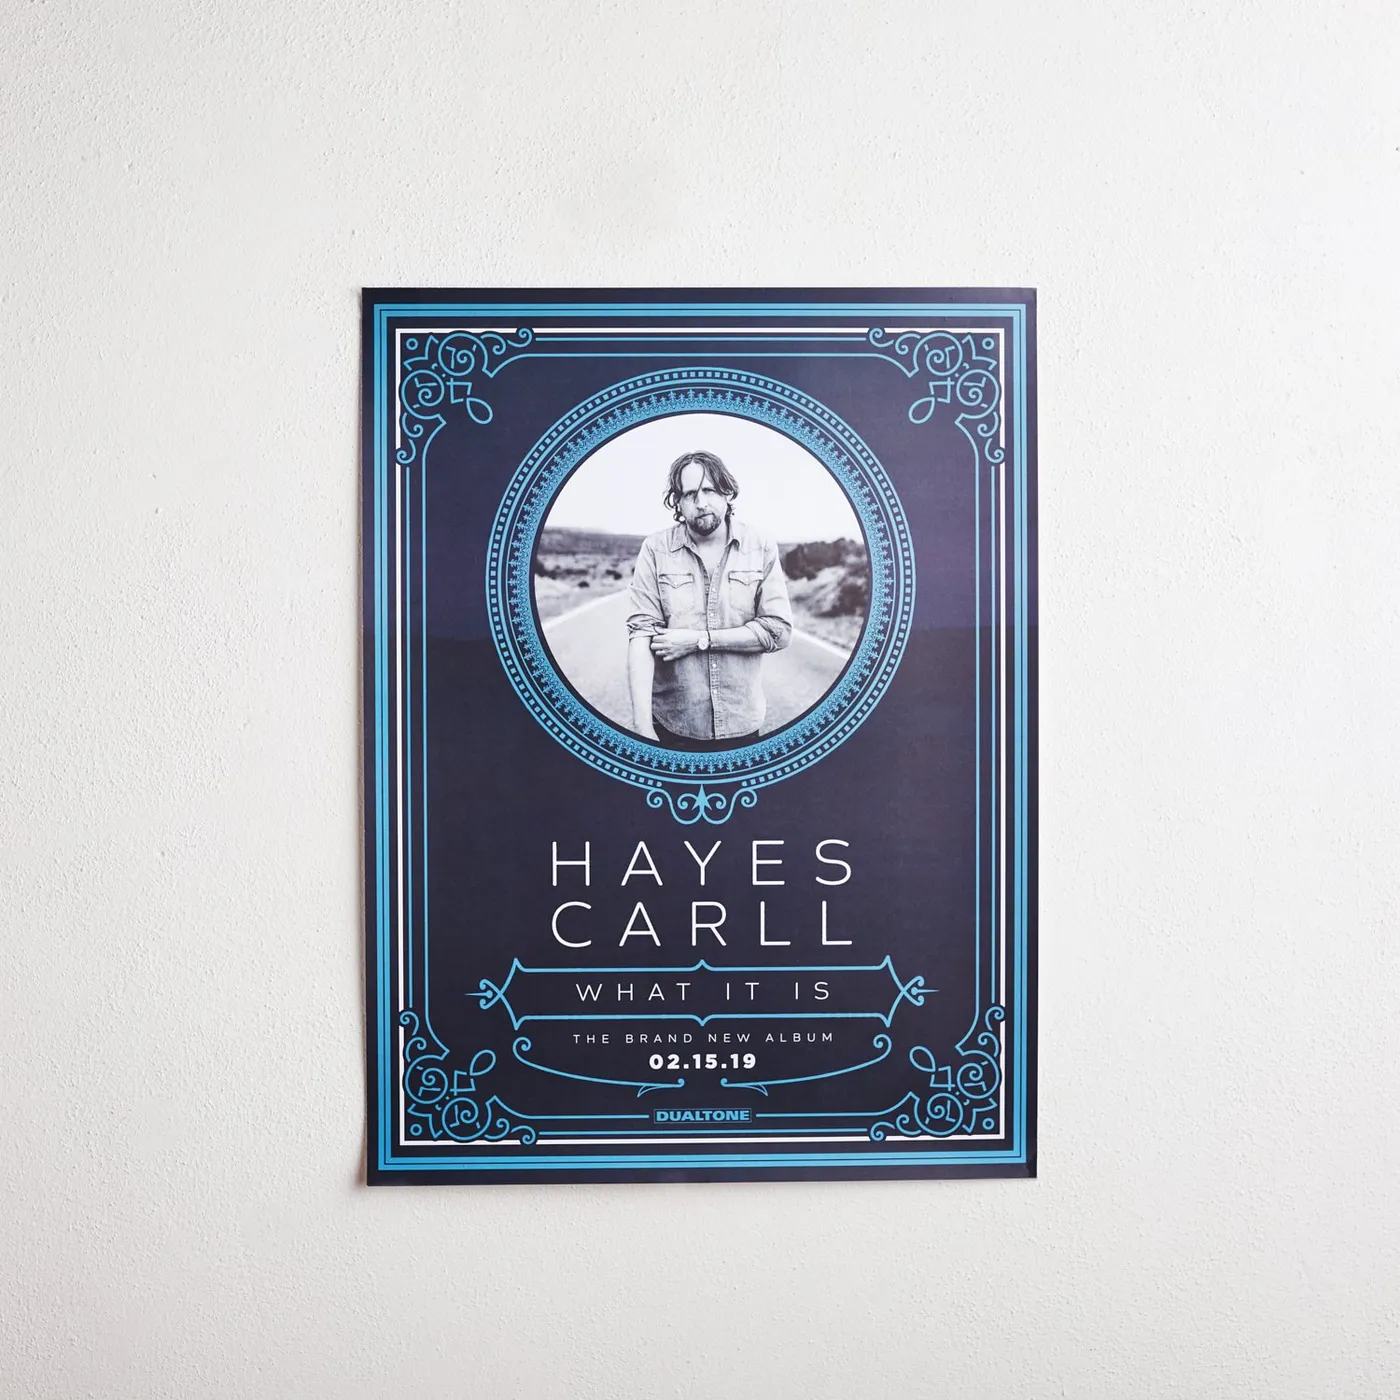 HAYES
CARLL
WHAT IT IS
THE BRAND NEW ALBUM
02.15.19
DUALTONE